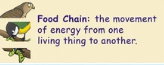 Food Chain: the movement
of energy from one
living thing to another.